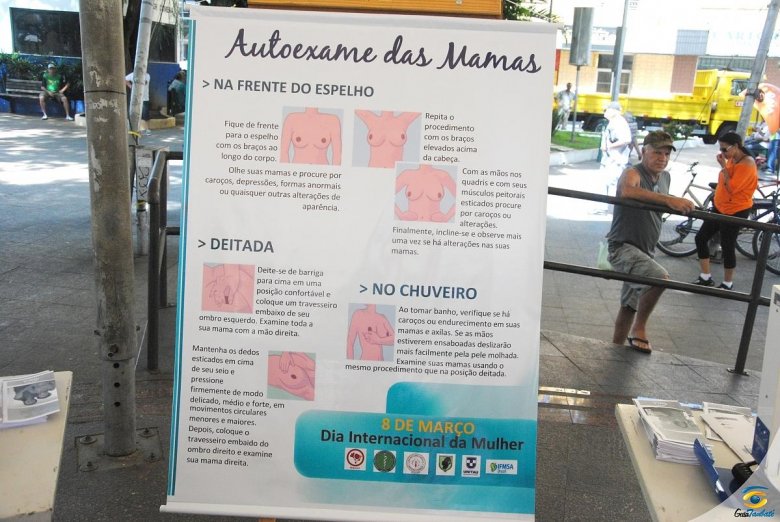 Autoexame das Mamas
> NA FRENTE DO ESPELHO
Fique de frente
para o espelho
com os braços ao
longo do corpo.
Olhe suas mamas e procure por
caroços, depressões, formas anormais
ou quaisquer outras alterações de
aparência.
Repita o
procedimento
com os braços
elevados acima
da cabeça.
Com as mãos nos
quadris e com seus
músculos peitorais
esticados procure
por caroços ou
alterações.
Finalmente, incline-se e observe mais
uma vez se há alterações nas suas
mamas.
> DEITADA
Deite-se de barriga
para cima em uma
posição confortável e
coloque um travesseiro
embaixo de seu
ombro esquerdo. Examine toda a
sua mama com a mão direita.
Mantenha os dedos
esticados em cima
de seu seio e
pressione
firmemente de modo
delicado, médio e forte, em
movimentos circulares
menores e maiores.
Depois, coloque o
travesseiro embaixo do
ombro direito e examine
sua mama direita.
> NO CHUVEIRO
Ao tomar banho, verifique se há
caroços ou endurecimento em suas
mamas e axilas. Se as mãos
estiverem ensaboadas deslizarão
mais facilmente pela pele molhada.
Examine suas mamas usando o
mesmo procedimento que na posição deitada.
8 DE MARÇO
Dia Internacional da Mulher
UNITAU
IFMSA
Brazil
GuiaTaubaté